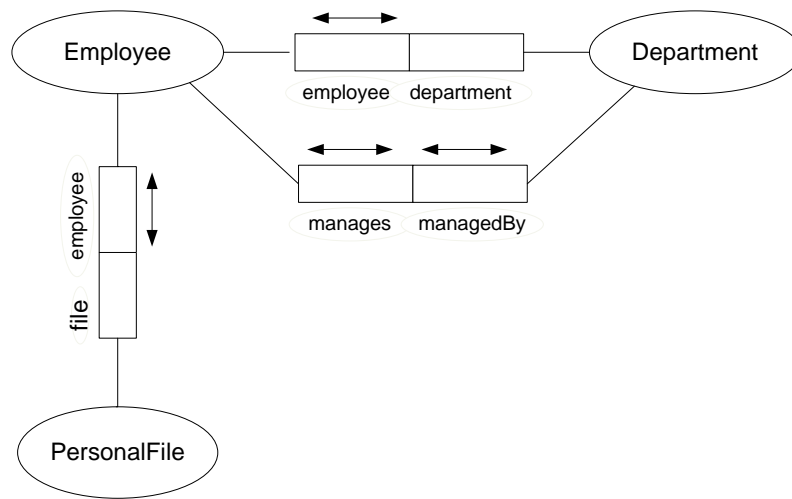 Employee
Department
employee
department
manages
managedBy
employee
file
PersonalFile